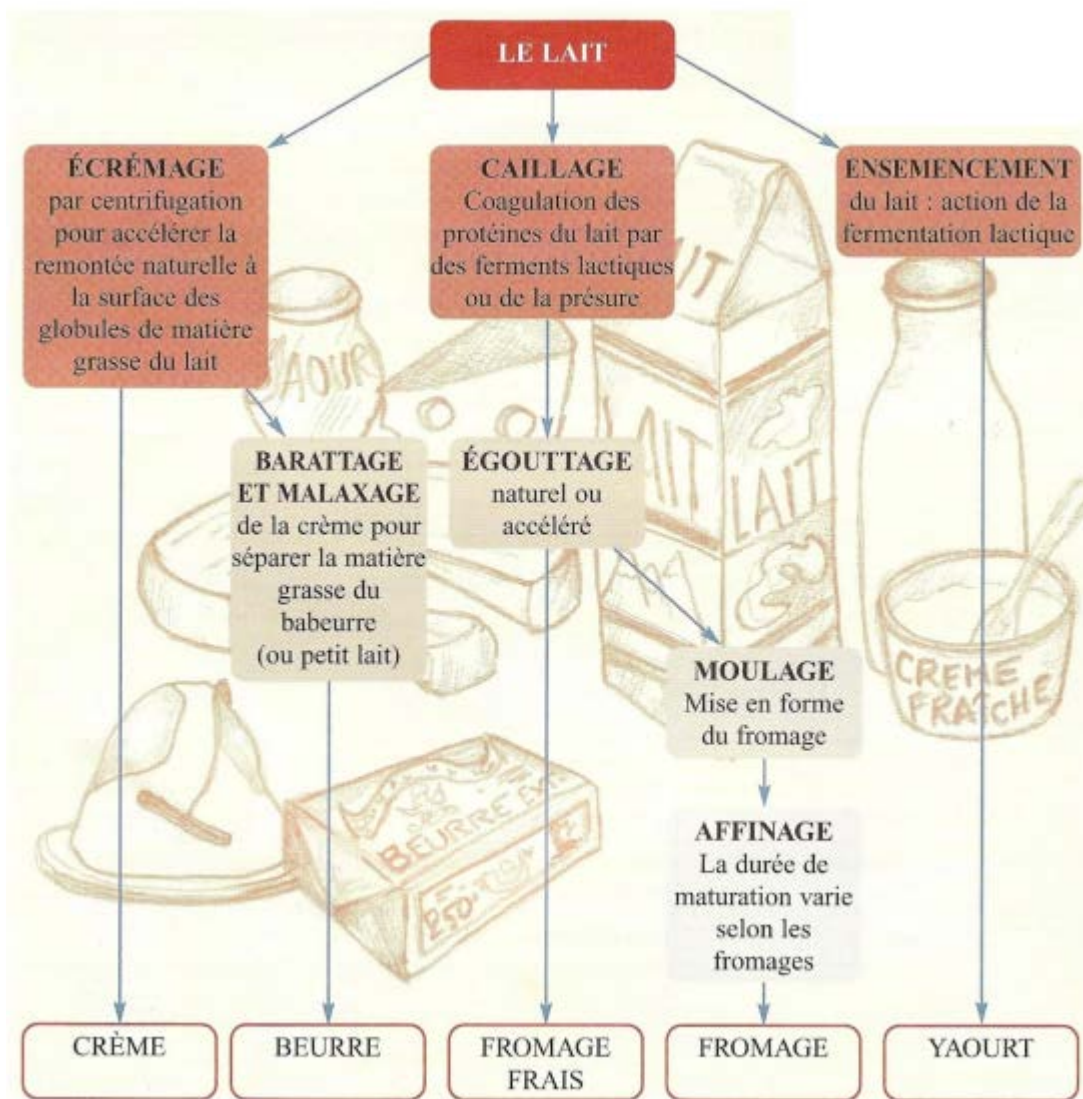 LE LAIT
ÉCRÉMAGE
par centrifugation
pour accélérer la
remontée naturelle à
la surface des
globules de matière
grasse du lait
CAILLAGE
Coagulation des
protéines du lait par
des ferments lactiques
ou de la présure
ENSEMENCEMENT
du lait : action de la
fermentation lactique
BARATTAGE
ET MALAXAGE
de la crème pour
séparer la matière
grasse du
babeurre
(ou petit lait)
ÉGOUTTAGE
naturel ou
accéléré
MOULAGE
Mise en forme
du fromage
AFFINAGE
La durée de
maturation varie
selon les
fromages
LAIT
LAIT
CREME
FRAÎCHE
BEURRE
250
CRÈME
BEURRE
FROMAGE
FRAIS
FROMAGE
YAOURT